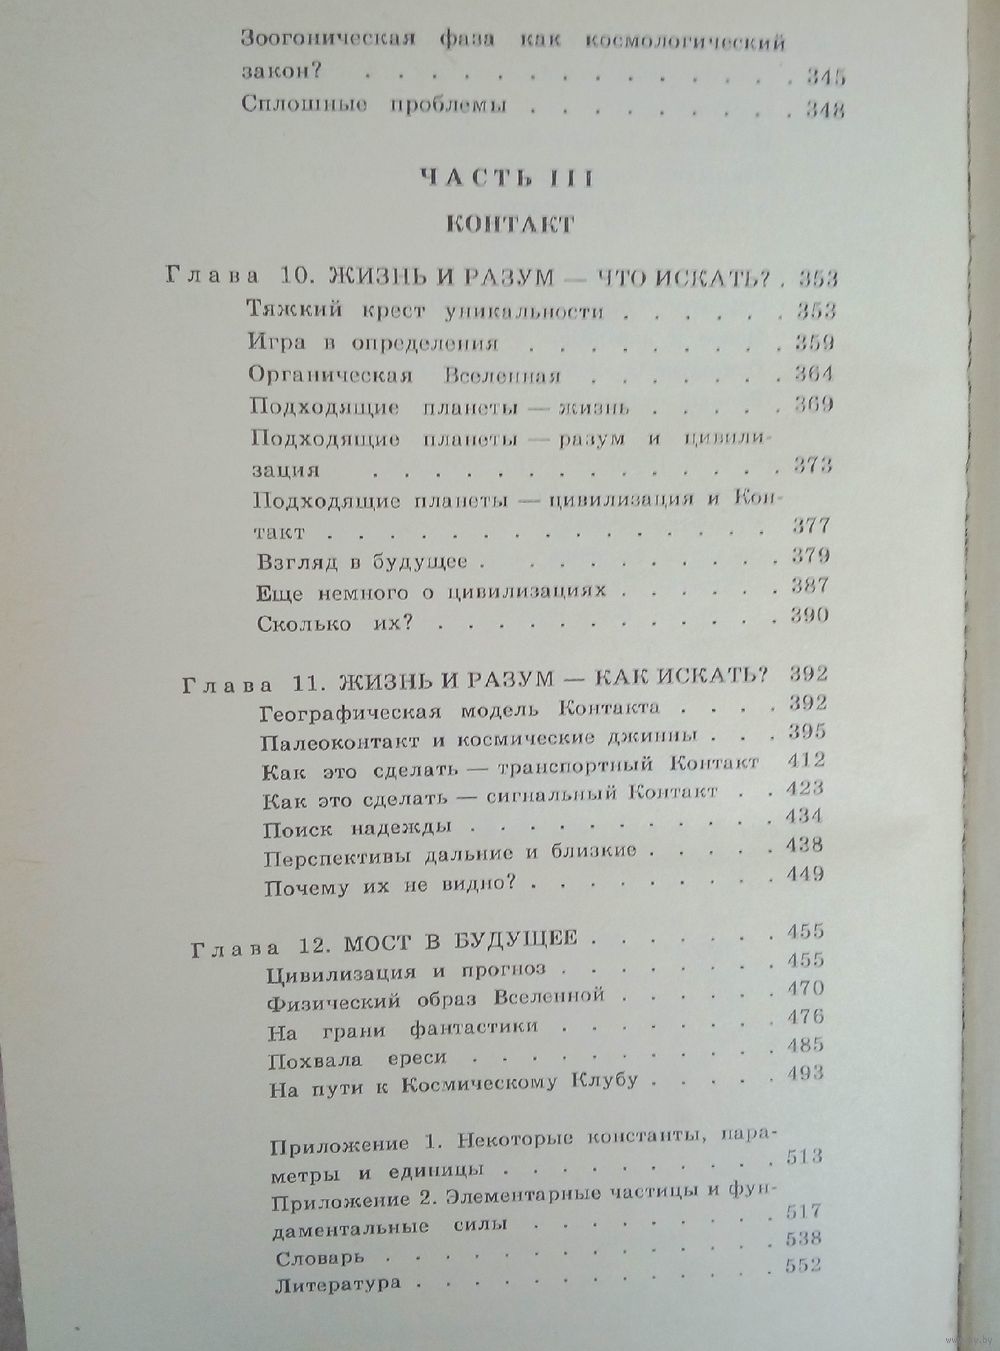 Зоогоническая фаза как космологический
закон? . . . . . . . . . . . . . . 345
Сплошные проблемы . . . . . . . . . 348
ЧАСТЬ III
КОНТАКТ
Глава 10. ЖИЗНЬ И РАЗУМ — ЧТО ИСКАТЬ? . 353
Тяжкий крест уникальности . . . . . . 353
Игра в определения . . . . . . . . . 359
Органическая Вселенная . . . . . . . 364
Подходящие планеты — жизнь . . . . . 369
Подходящие планеты — разум и цивили-
зация . . . . . . . . . . . . . . 373
Подходящие планеты — цивилизация и Кон-
такт . . . . . . . . . . . . . . . 377
Взгляд в будущее . . . . . . . . . . 379
Еще немного о цивилизациях . . . . . . 387
Сколько их? . . . . . . . . . . . . 390
Глава 11. ЖИЗНЬ И РАЗУМ — КАК ИСКАТЬ? 392
Географическая модель Контакта . . . . 392
Палеоконтакт и космические джинны . . . 395
Как это сделать — транспортный Контакт 412
Как это сделать — сигнальный Контакт . . 423
Поиск надежды . . . . . . . . . . . 434
Перспективы дальние и близкие . . . . . 438
Почему их не видно? . . . . . . . . . 449
Глава 12. МОСТ В БУДУЩЕЕ . . . . . . . 455
Цивилизация и прогноз . . . . . . . . 455
Физический образ Вселенной . . . . . . 470
На грани фантастики . . . . . . . . 476
Похвала ереси . . . . . . . . . . . 485
На пути к Космическому Клубу . . . . . 493
Приложение 1. Некоторые константы, пара-
метры и единицы . . . . . . . . . . 513
Приложение 2. Элементарные частицы и фун-
даментальные силы . . . . . . . . . 517
Словарь . . . . . . . . . . . . . . 538
Литература . . . . . . . . . . . . . 552